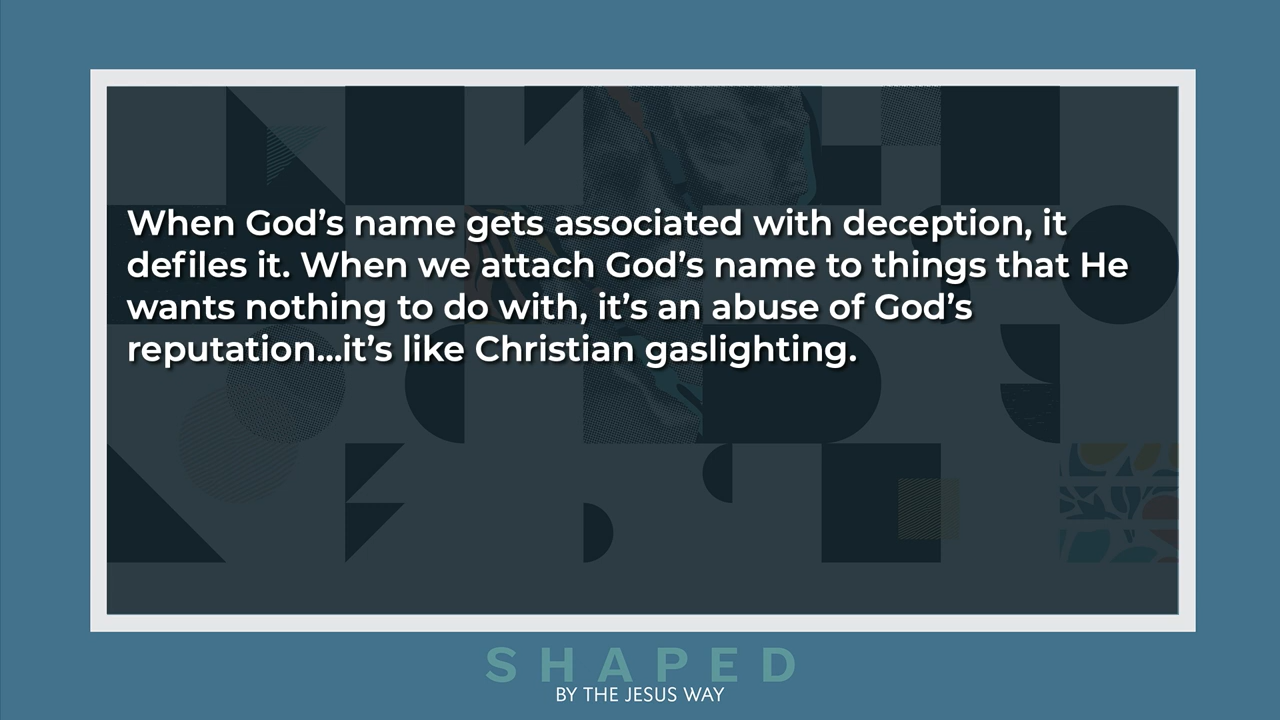 When God’s name gets associated with deception, it
defiles it. When we attach God’s name to things that He
wants nothing to do with, it’s an abuse of God’s
reputation...it’s like Christian gaslighting.
SHAPED
BY THE JESUS WAY